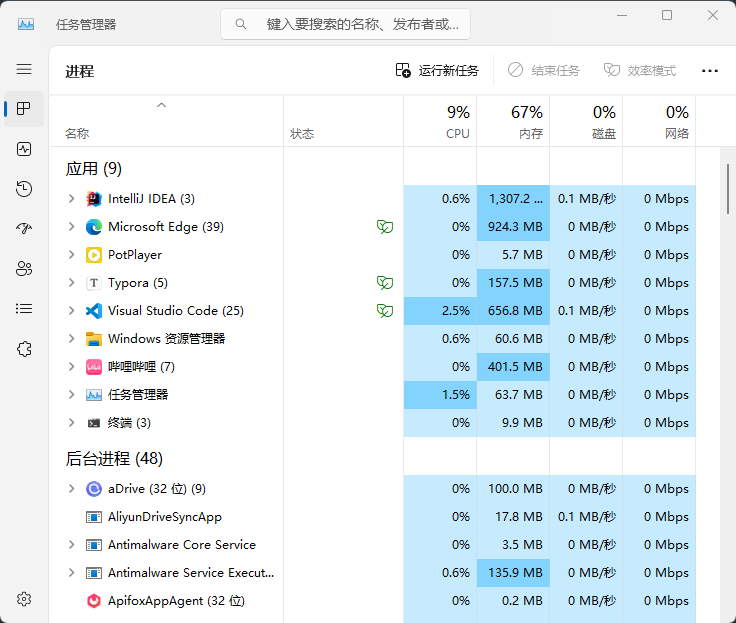 任务管理器
键入要搜索的名称、发布者或...
进程
运行新任务 结束任务 效率模式
9% 67% 0% 0%
名称 状态 CPU 内存 磁盘 网络
应用 (9)
IntelliJ IDEA (3) 0.6% 1,307.2 ... 0.1 MB/秒 0 Mbps
Microsoft Edge (39) 0% 924.3 MB 0 MB/秒 0 Mbps
PotPlayer 0% 5.7 MB 0 MB/秒 0 Mbps
T Typora (5) 0% 157.5 MB 0 MB/秒 0 Mbps
Visual Studio Code (25) 2.5% 656.8 MB 0.1 MB/秒 0 Mbps
Windows 资源管理器 0.6% 60.6 MB 0 MB/秒 0 Mbps
哔哩哔哩 (7) 0% 401.5 MB 0 MB/秒 0 Mbps
任务管理器 1.5% 63.7 MB 0 MB/秒 0 Mbps
终端 (3) 0% 9.9 MB 0 MB/秒 0 Mbps
后台进程 (48)
aDrive (32 位) (9) 0% 100.0 MB 0 MB/秒 0 Mbps
AliyunDriveSyncApp 0% 17.8 MB 0.1 MB/秒 0 Mbps
Antimalware Core Service 0% 3.5 MB 0 MB/秒 0 Mbps
Antimalware Service Execut... 0.6% 135.9 MB 0 MB/秒 0 Mbps
ApifoxAppAgent (32 位) 0% 0.2 MB 0 MB/秒 0 Mbps